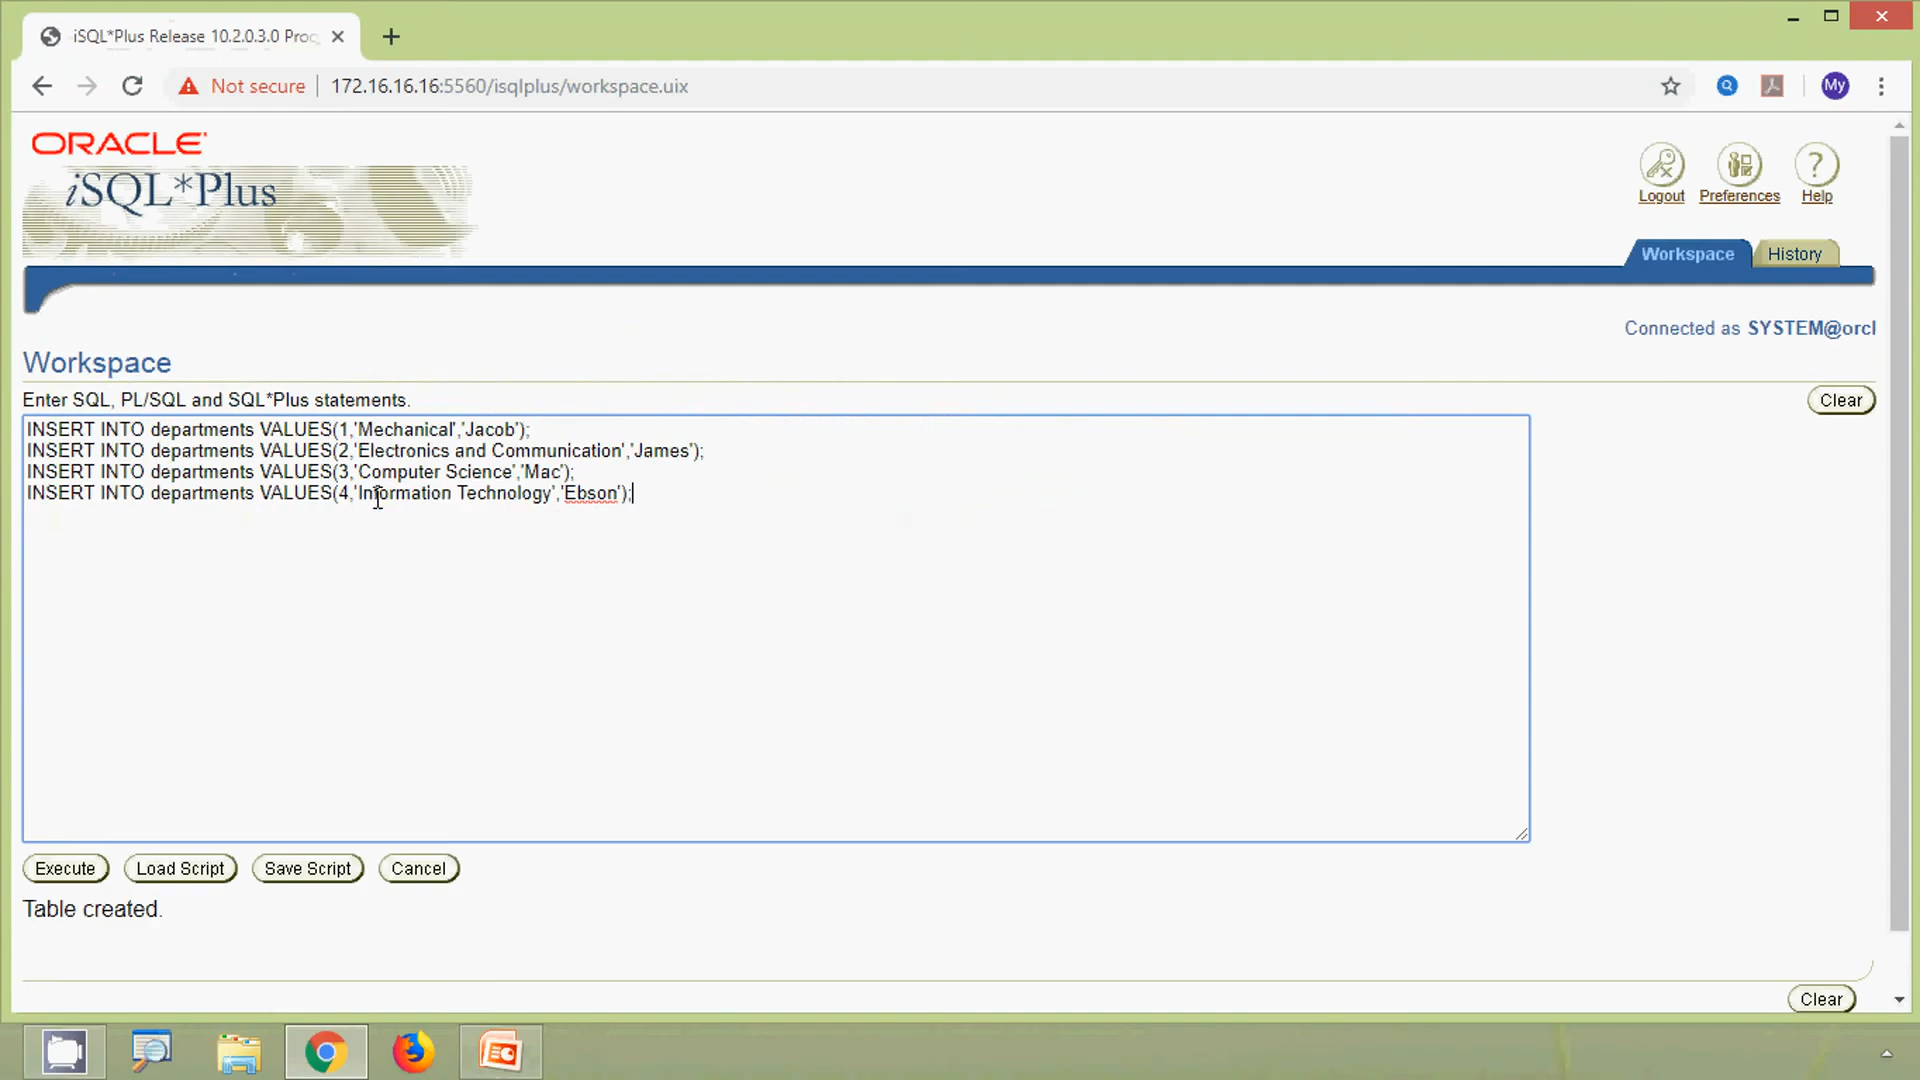 iSQL*Plus Release 10.2.0.3.0 Proc
Not secure
172.16.16.16:5560/isqlplus/workspace.uix
My
ORACLE
iSQL*Plus
Logout
Preferences
Help
Workspace
History
Connected as SYSTEM@orcl
Workspace
Enter SQL, PL/SQL and SQL*Plus statements.
Clear
INSERT INTO departments VALUES(1,'Mechanical','Jacob');
INSERT INTO departments VALUES(2,'Electronics and Communication','James');
INSERT INTO departments VALUES(3,'Computer Science','Mac');
INSERT INTO departments VALUES(4,'Information Technology','Ebson');
Execute
Load Script
Save Script
Cancel
Table created.
Clear